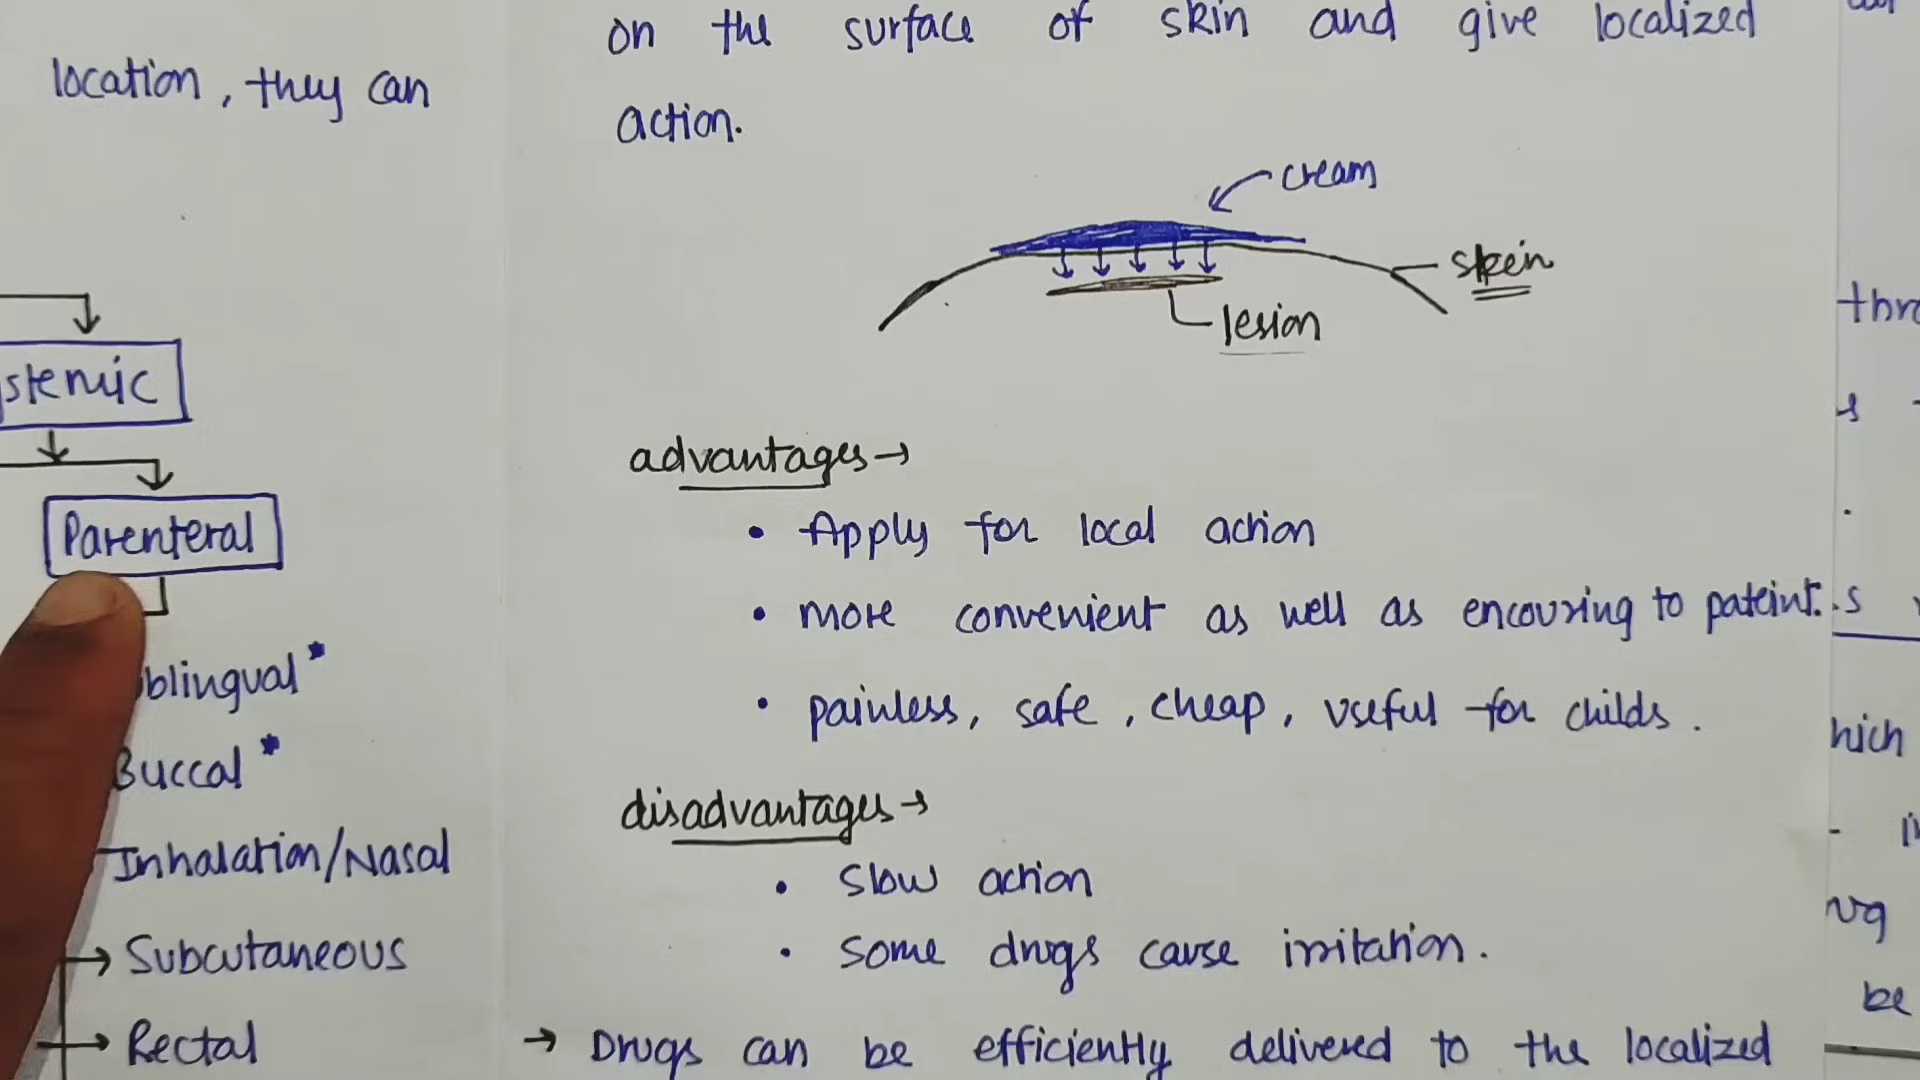 location, they can
stemic
Parenteral
blingual*
Buccal*
Inhalation/Nasal
→ Subcutaneous
→ Rectal
on the surface of skin and give localized
action.
cream
skin
lesion
advantages →
• Apply for local action
• more convenient as well as encouring to pateint.
• painless, safe, cheap, useful for childs.
disadvantages →
• Slow action
• some drugs cause irritation.
→ Drugs can be efficiently delivered to the localized
thro
s
hich
be